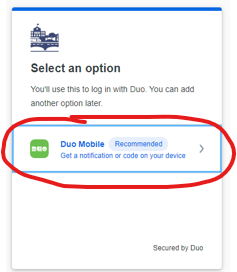 Select an option
You'll use this to log in with Duo. You can
add another option later.
Duo Mobile Recommended
Get a notification or code on your device
Secured by Duo